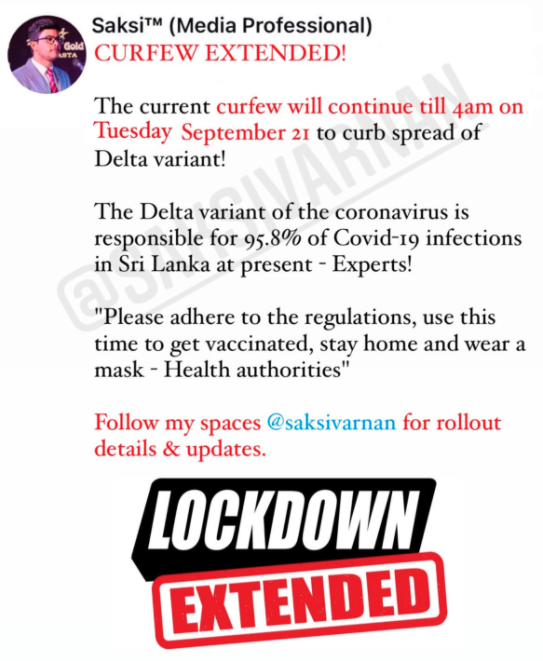 Saksi™ (Media Professional)
Gold
CURFEW EXTENDED!
The current curfew will continue till 4am on
Tuesday September 21 to curb spread of
Delta variant!
The Delta variant of the coronavirus is
responsible for 95.8% of Covid-19 infections
in Sri Lanka at present - Experts!
"Please adhere to the regulations, use this
time to get vaccinated, stay home and wear a
mask - Health authorities"
Follow my spaces @saksivarnan for rollout
details & updates.
@SAKSIVARNAN
LOCKDOWN
EXTENDED